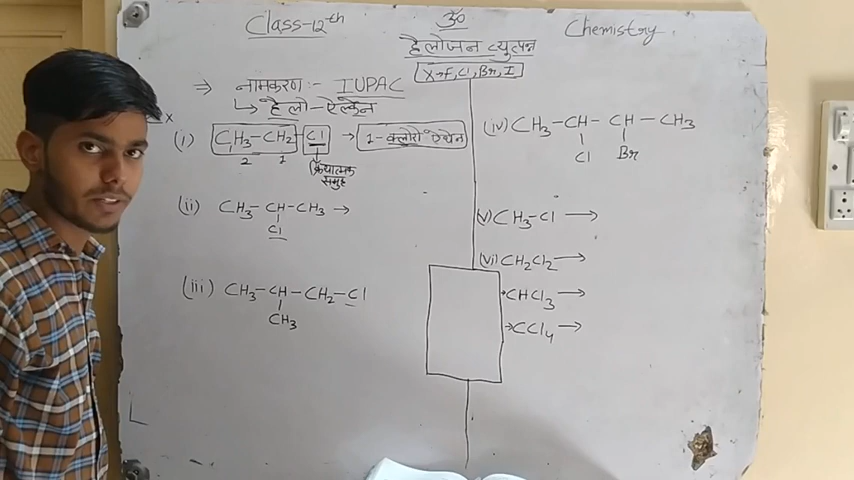 Class-12th
ॐ
Chemistry
हैलोजन व्युत्पन्न
X→F, Cl, Br, I
⇒ नामकरण :- IUPAC
↳ हैलो-ऐल्केन
x
(i) CH3-CH2-Cl → 1-क्लोरो ऐथेन
2 1
क्रियात्मक
समूह
(ii) CH3-CH-CH3 →
Cl
(iii) CH3-CH-CH2-Cl
CH3
(iv) CH3-CH-CH-CH3
Cl Br
(v) CH3-Cl →
(vi) CH2Cl2 →
→CHCl3 →
→CCl4 →